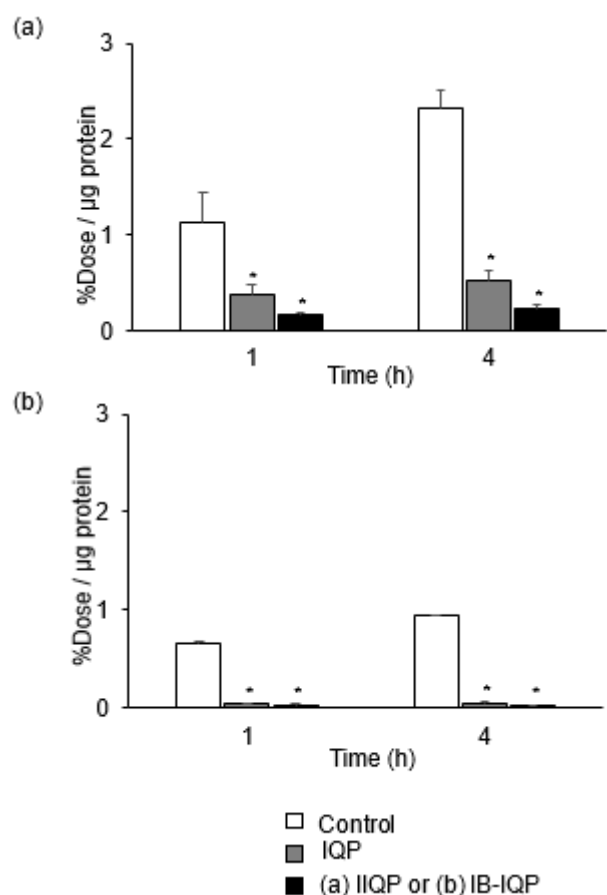 (a)
3
2
1
0
%Dose / µg protein
* * * *
1 4
Time (h)
(b)
3
2
1
0
%Dose / µg protein
* * * *
1 4
Time (h)
Control
IQP
(a) IIQP or (b) IB-IQP